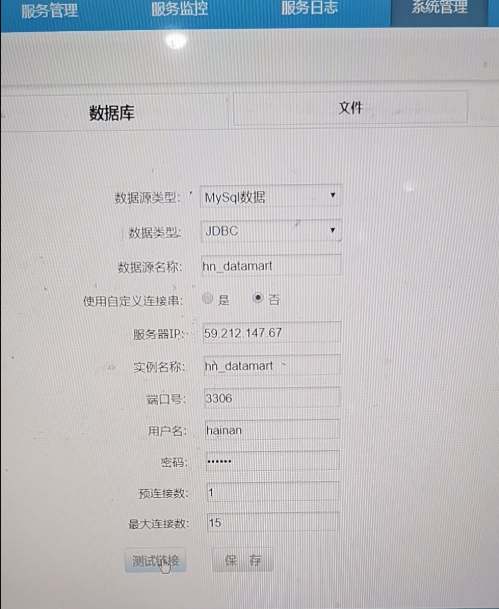 服务管理 服务监控 服务日志 系统管理
数据库 文件
数据源类型: MySql数据
数据类型: JDBC
数据源名称: hn_datamart
使用自定义连接串: 是 否
服务器IP: 59.212.147.67
实例名称: hn_datamart
端口号: 3306
用户名: hainan
密码: ••••••
预连接数: 1
最大连接数: 15
测试链接 保 存